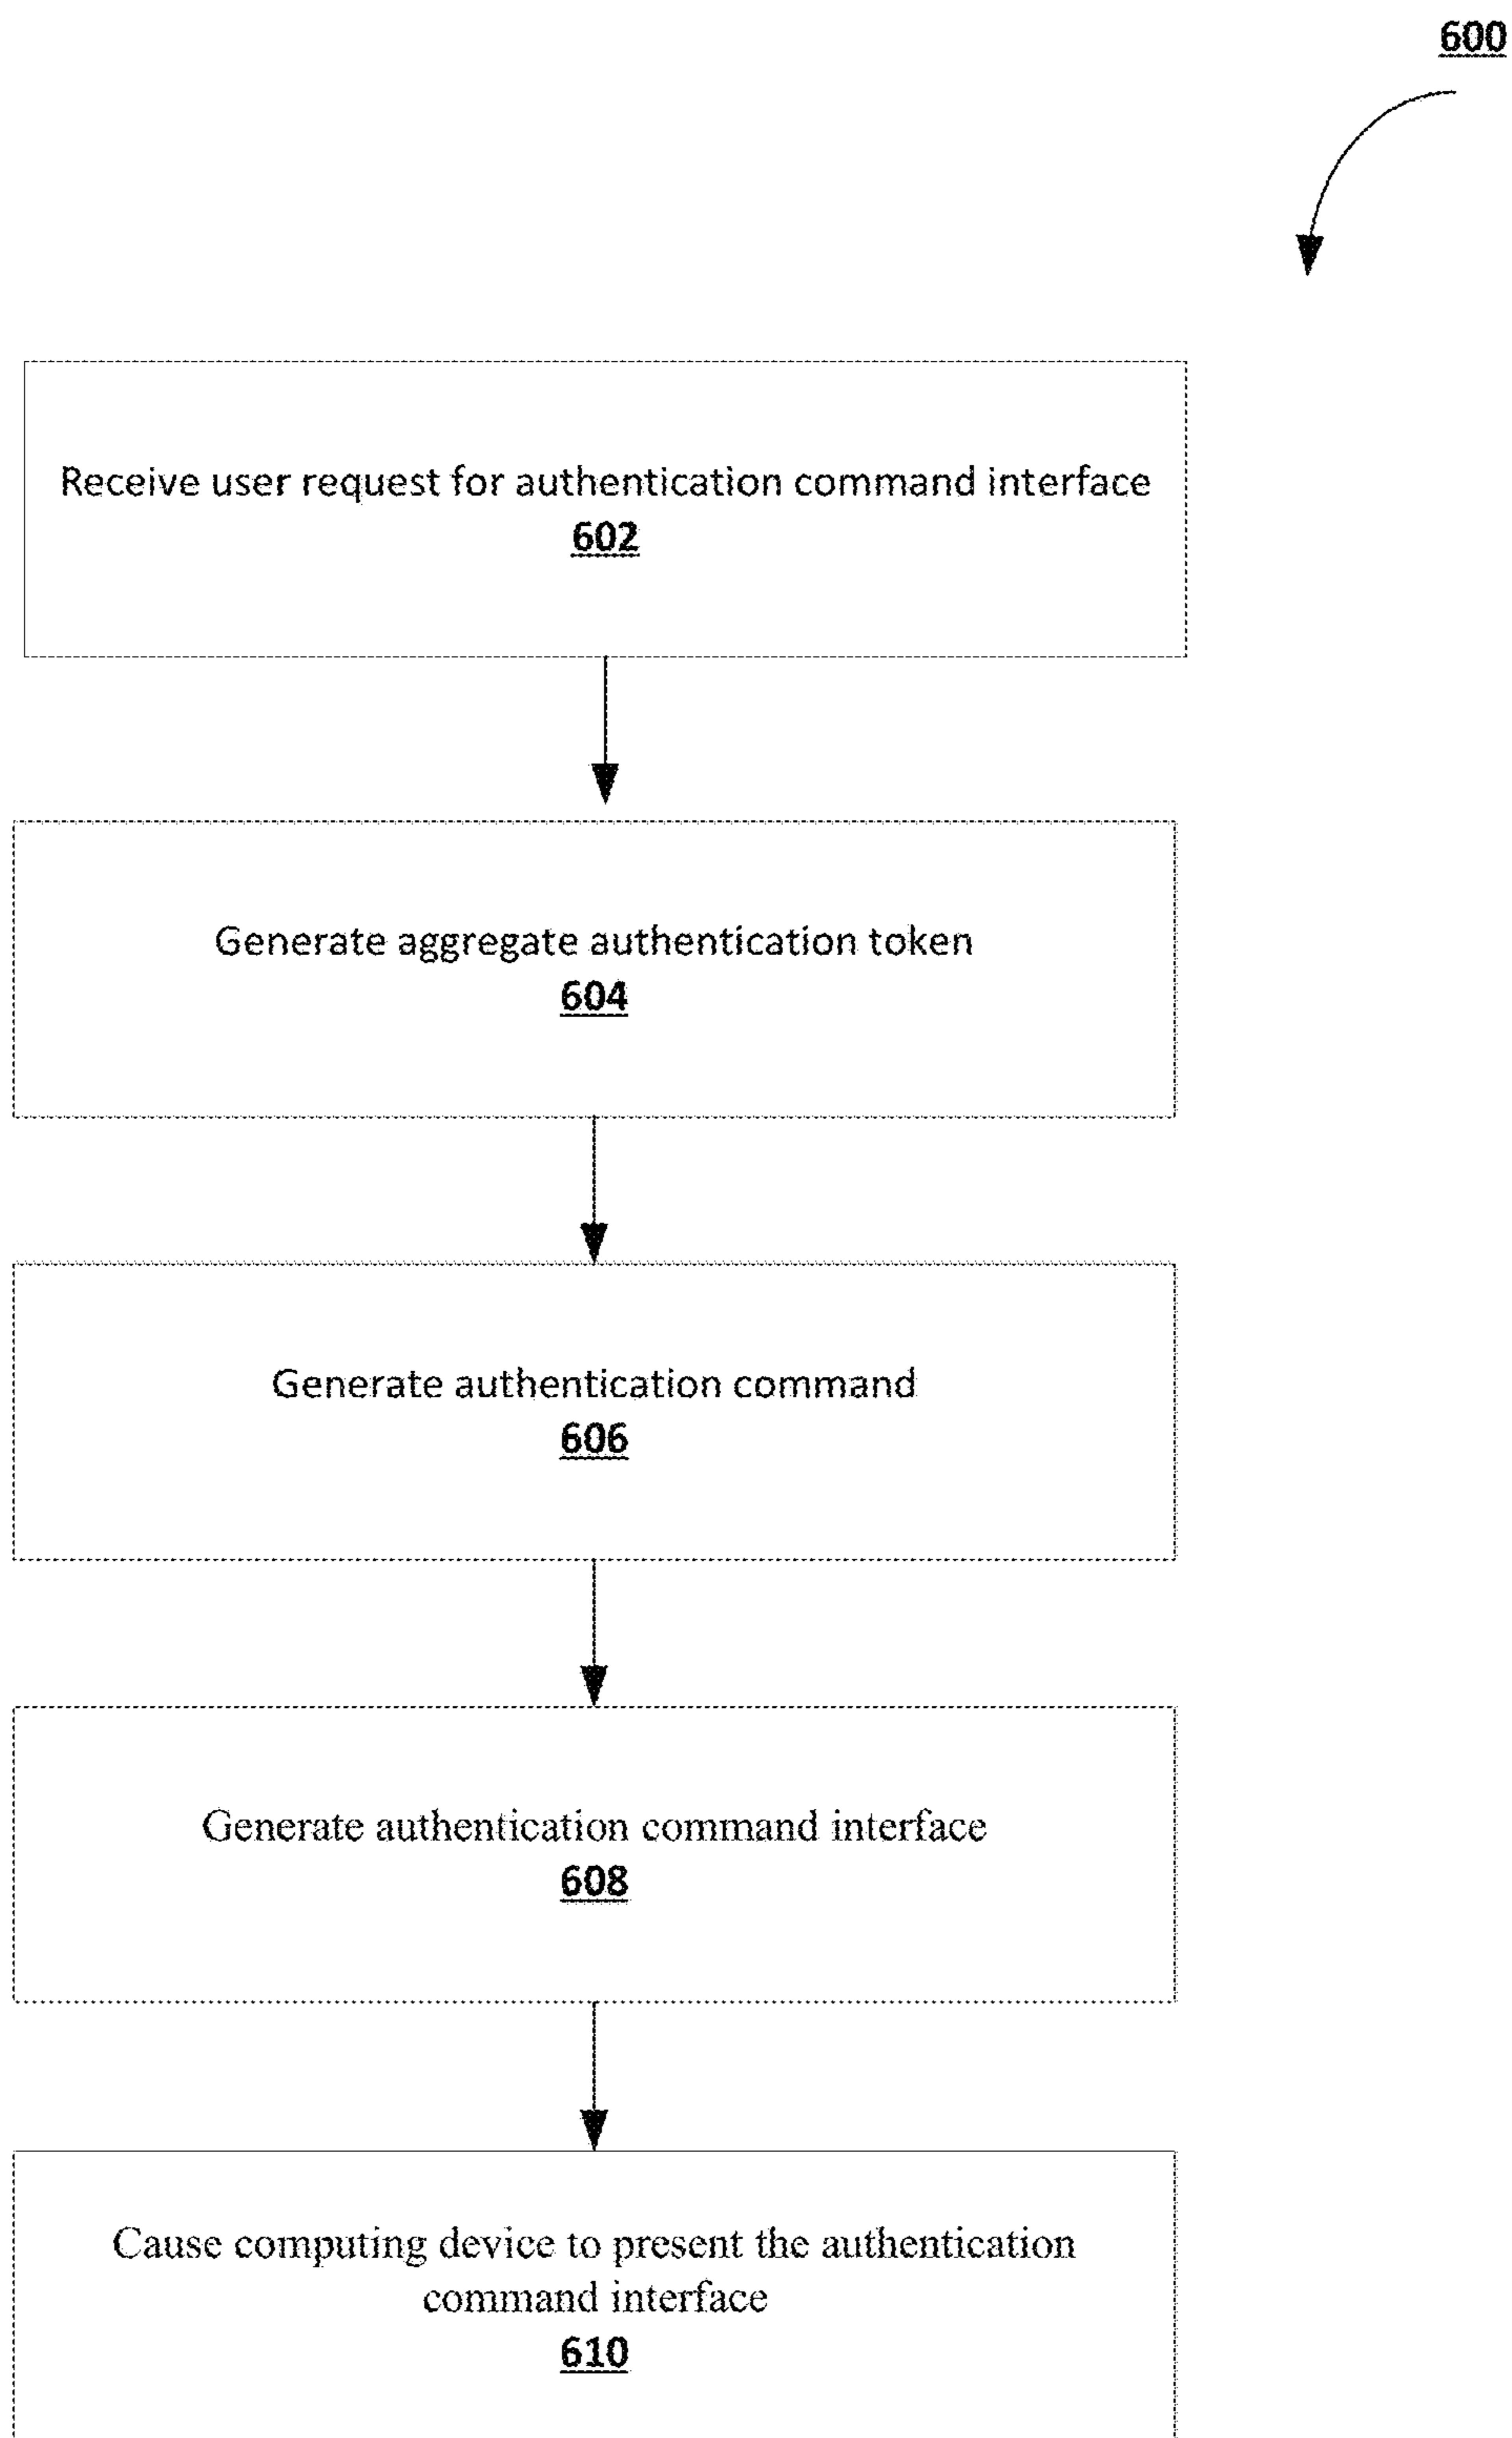 600
Receive user request for authentication command interface
602
Generate aggregate authentication token
604
Generate authentication command
606
Generate authentication command interface
608
Cause computing device to present the authentication
command interface
610